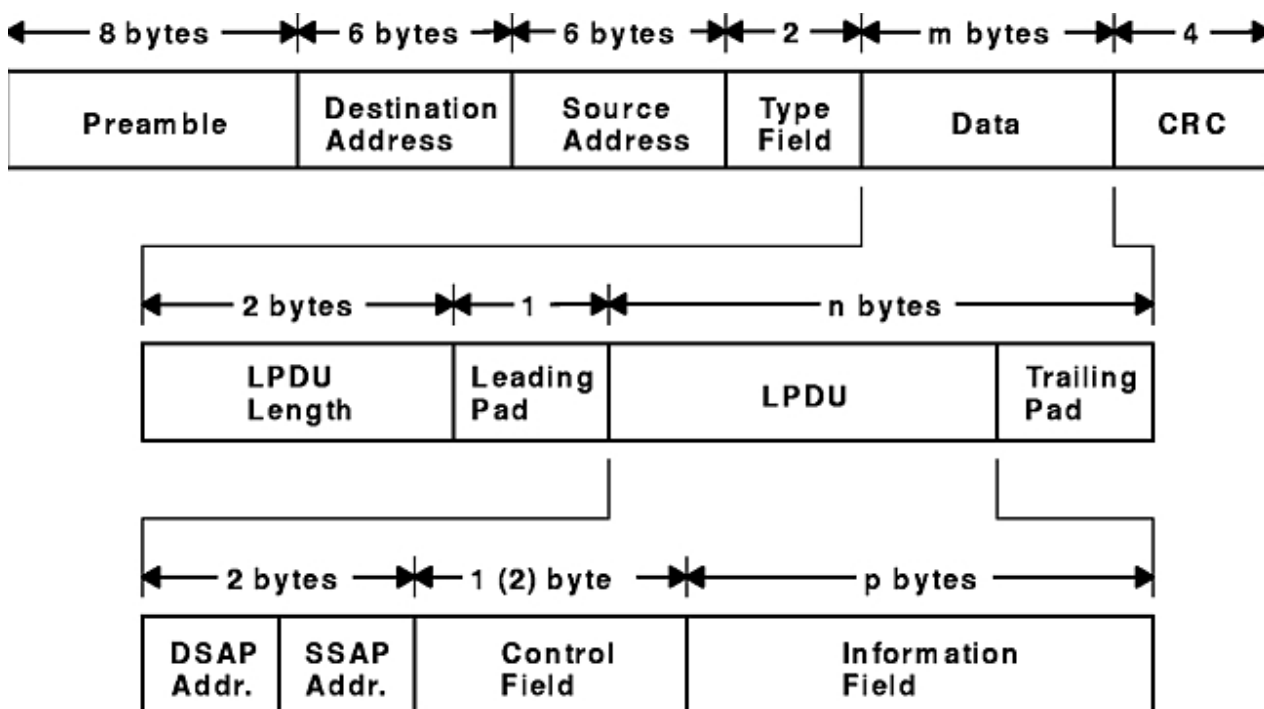 8 bytes 6 bytes 6 bytes 2 m bytes 4
Preamble Destination Address Source Address Type Field Data CRC
2 bytes 1 n bytes
LPDU Length Leading Pad LPDU Trailing Pad
2 bytes 1 (2) byte p bytes
DSAP Addr. SSAP Addr. Control Field Information Field